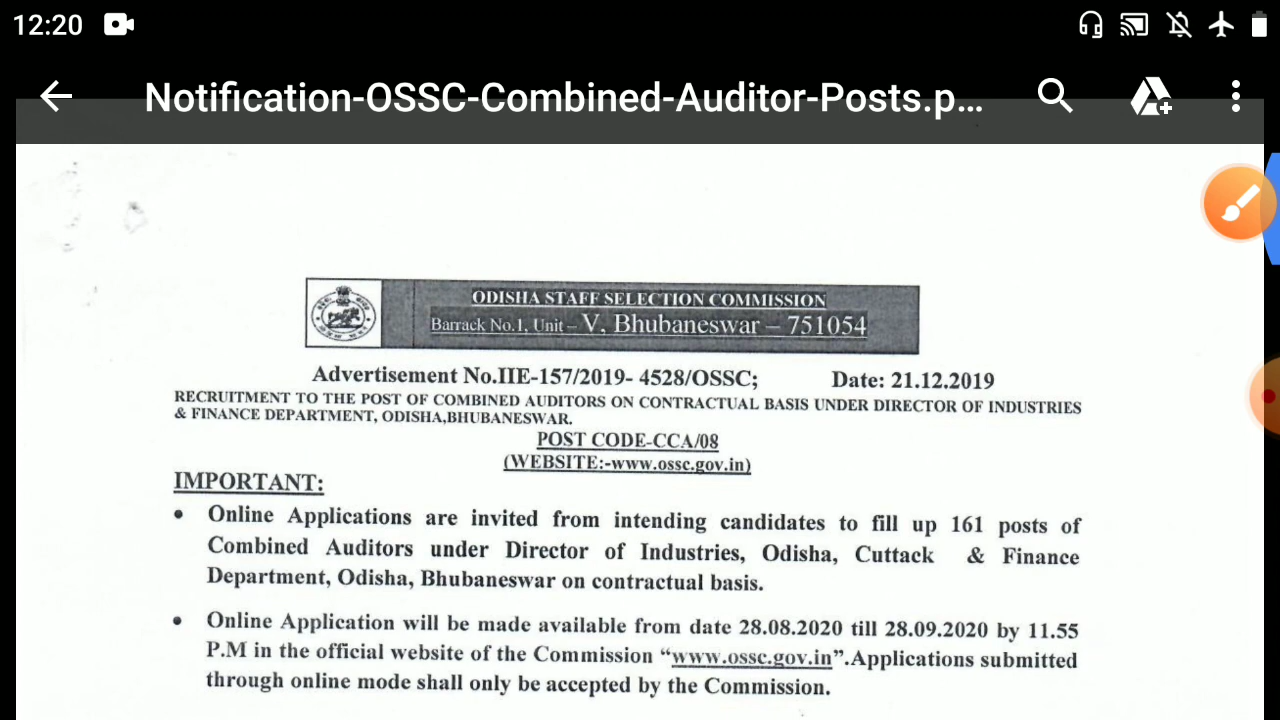 12:20
Notification-OSSC-Combined-Auditor-Posts.p...
ODISHA STAFF SELECTION COMMISSION
Barrack No.1, Unit – V, Bhubaneswar – 751054
Advertisement No.IIE-157/2019- 4528/OSSC; Date: 21.12.2019
RECRUITMENT TO THE POST OF COMBINED AUDITORS ON CONTRACTUAL BASIS UNDER DIRECTOR OF INDUSTRIES
& FINANCE DEPARTMENT, ODISHA,BHUBANESWAR.
POST CODE-CCA/08
(WEBSITE:-www.ossc.gov.in)
IMPORTANT:
• Online Applications are invited from intending candidates to fill up 161 posts of
Combined Auditors under Director of Industries, Odisha, Cuttack & Finance
Department, Odisha, Bhubaneswar on contractual basis.
• Online Application will be made available from date 28.08.2020 till 28.09.2020 by 11.55
P.M in the official website of the Commission “www.ossc.gov.in”.Applications submitted
through online mode shall only be accepted by the Commission.